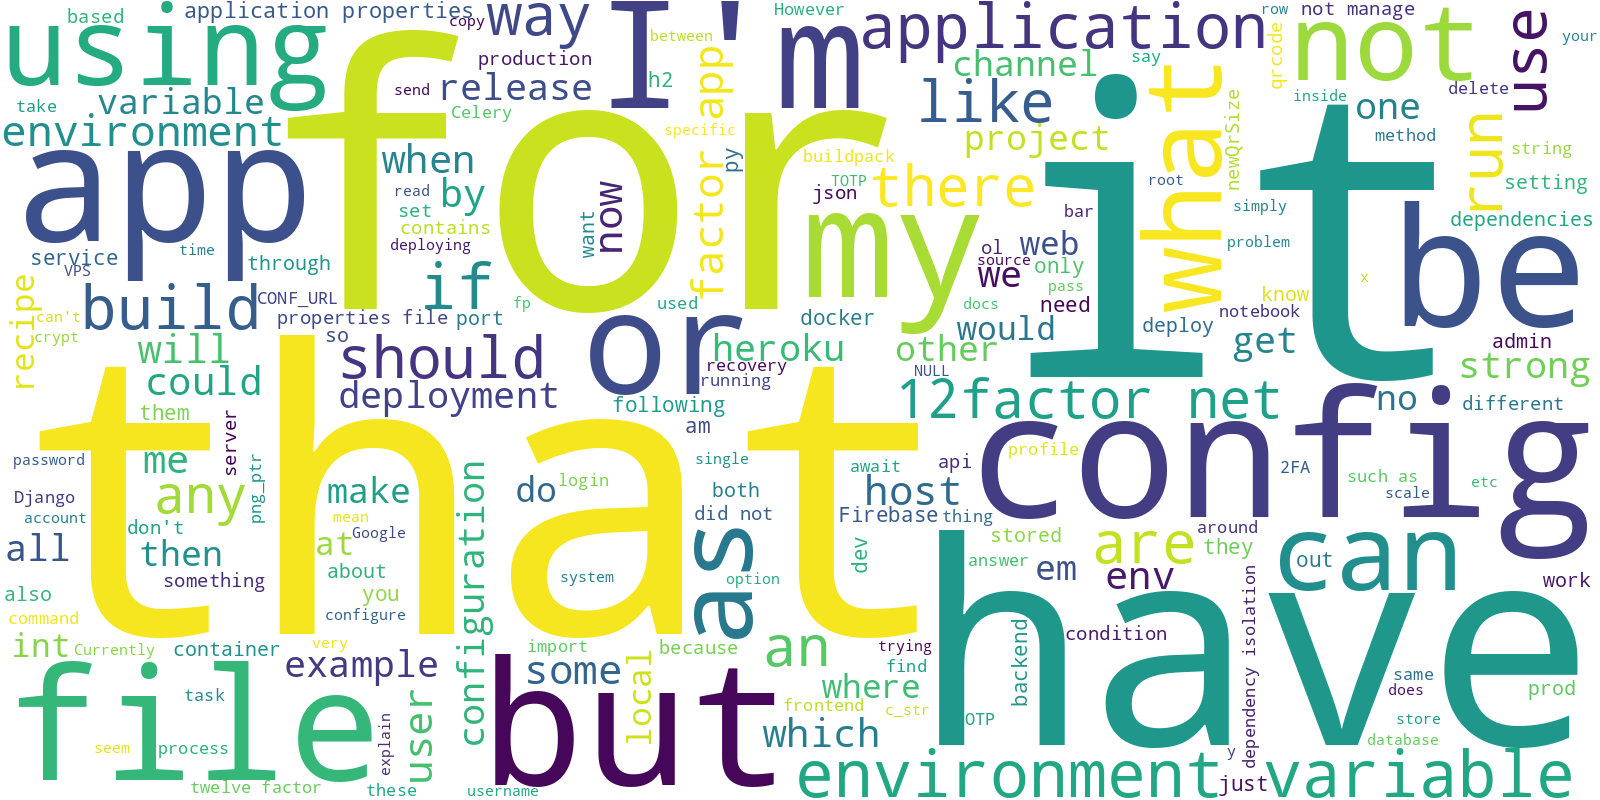 using
for
I'm
it
that
have
config
app
file
but
be
my
or
not
what
can
as
application
way
copy
application properties
based
production
send
release
Celery
h2
between
However
channel
like
say
row
not manage
your
qrcode
inside
delete
use
one
method
take
variable
environment
when
by
read
set
contains
deploying
specific
factor app
py
buildpack
TOTP
json
there
project
newQrSize
root
run
string
setting
dependencies
simply
problem
want
now
bar
ol
source
we
web
only
pass
need
docs
service
VPS
time
through
CONF_URL
if
fp
used
docker
would
deploy
know
notebook
x
get
admin
strong
recipe
can't
crypt
build
properties file
port
so
will
could
should
deployment
heroku
recovery
running
other
NULL
12factor net
no
different
them
following
am
me
any
server
password
Django
account
png_ptr
don't
then
all
something
also
command
make
mean
Google
at
about
you
configure
configuration
do
login
single
both
did not
system
option
await
api
host
Firebase
thing
dev
stored
answer
em
profile
2FA
such as
scale
etc
are
around
they
env
out
work
int
Currently
container
very
example
import
some
because
local
an
trying
find
where
frontend
c_str
which
OTP
backend
condition
dependency isolation
same
does
store
database
prod
task
seem
process
explain
user
twelve factor
these
username
environment variable
y
just